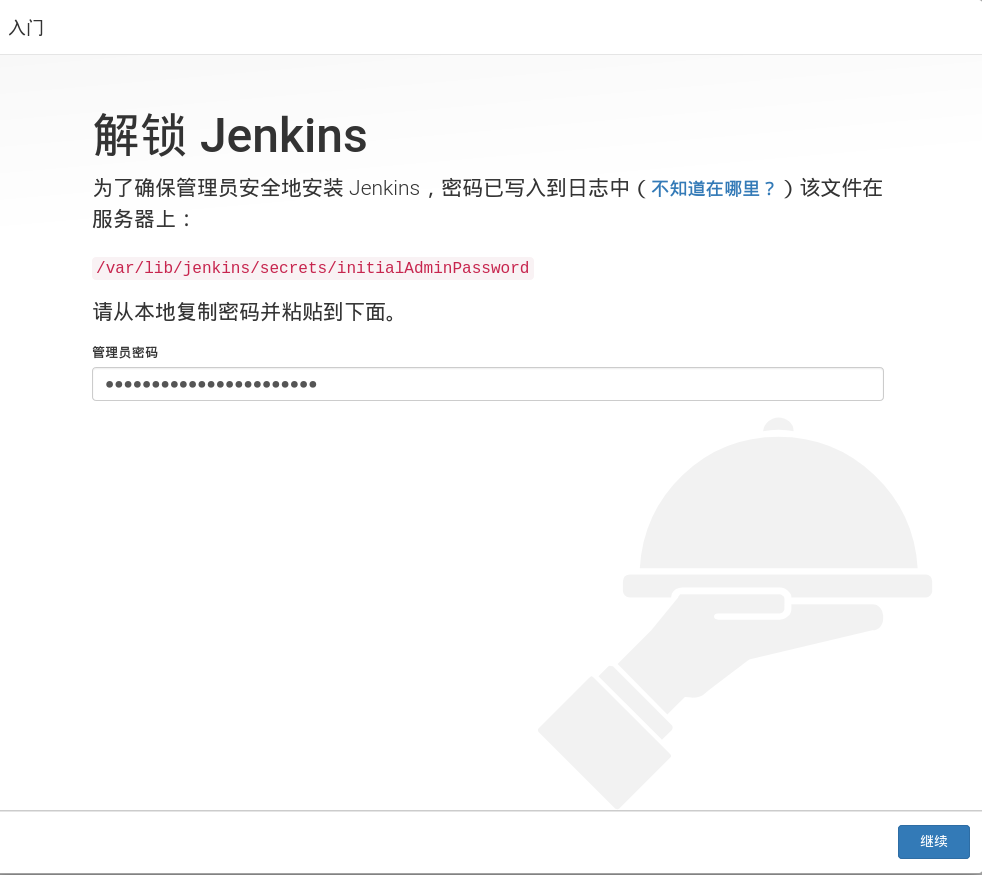 入门
解锁 Jenkins
为了确保管理员安全地安装 Jenkins，密码已写入到日志中（不知道在哪里？）该文件在
服务器上：
/var/lib/jenkins/secrets/initialAdminPassword
请从本地复制密码并粘贴到下面。
管理员密码
●●●●●●●●●●●●●●●●●●●●●●●
继续